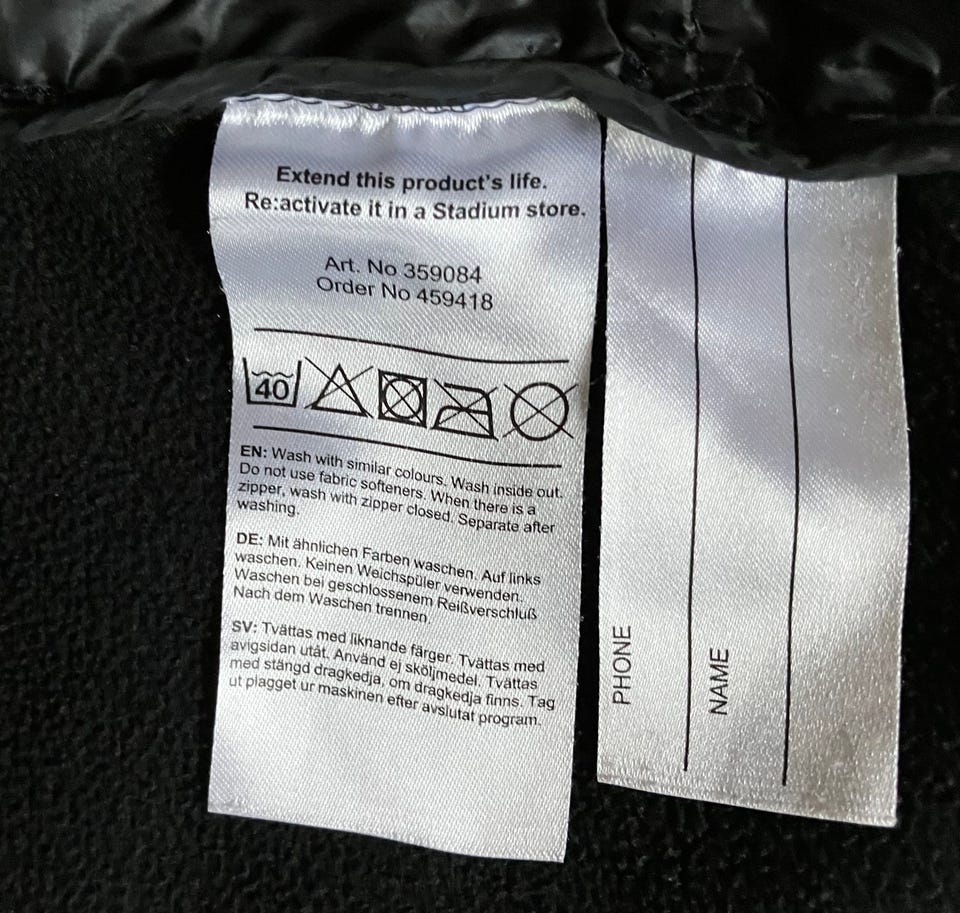 Extend this product's life.
Re:activate it in a Stadium store.
Art. No 359084
Order No 459418
40
EN: Wash with similar colours. Wash inside out.
Do not use fabric softeners. When there is a
zipper, wash with zipper closed. Separate after
washing.
DE: Mit ähnlichen Farben waschen. Auf links
waschen. Keinen Weichspüler verwenden.
Waschen bei geschlossenem Reißverschluß
Nach dem Waschen trennen
SV: Tvättas med liknande färger. Tvättas med
avigsidan utåt. Använd ej sköljmedel. Tvättas
med stängd dragkedja, om dragkedja finns. Tag
ut plagget ur maskinen efter avslutat program.
PHONE
NAME